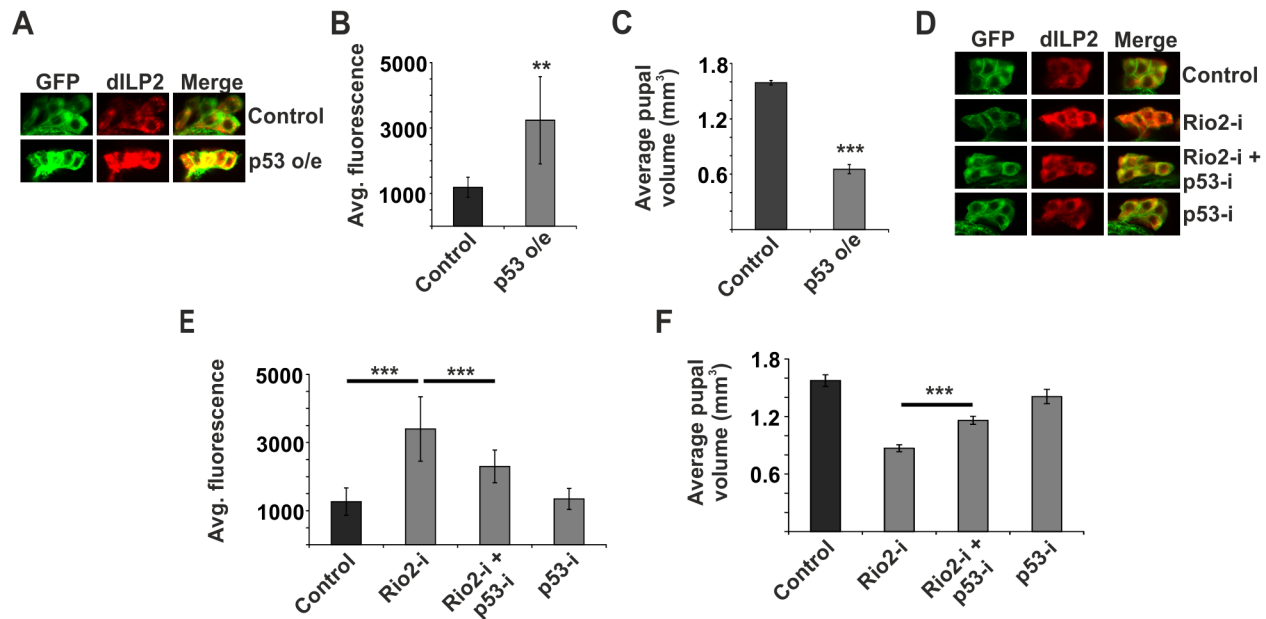 A
GFP dILP2 Merge
Control
p53 o/e
B
Avg. fluorescence
5000
3000
1000
**
Control
p53 o/e
C
Average pupal
volume (mm³)
1.8
1.2
0.6
***
Control
p53 o/e
D
GFP dILP2 Merge
Control
Rio2-i
Rio2-i +
p53-i
p53-i
E
Avg. fluorescence
5000
3000
1000
*** ***
Control
Rio2-i
Rio2-i +
p53-i
p53-i
F
Average pupal
volume (mm³)
1.8
1.2
0.6
***
Control
Rio2-i
Rio2-i +
p53-i
p53-i